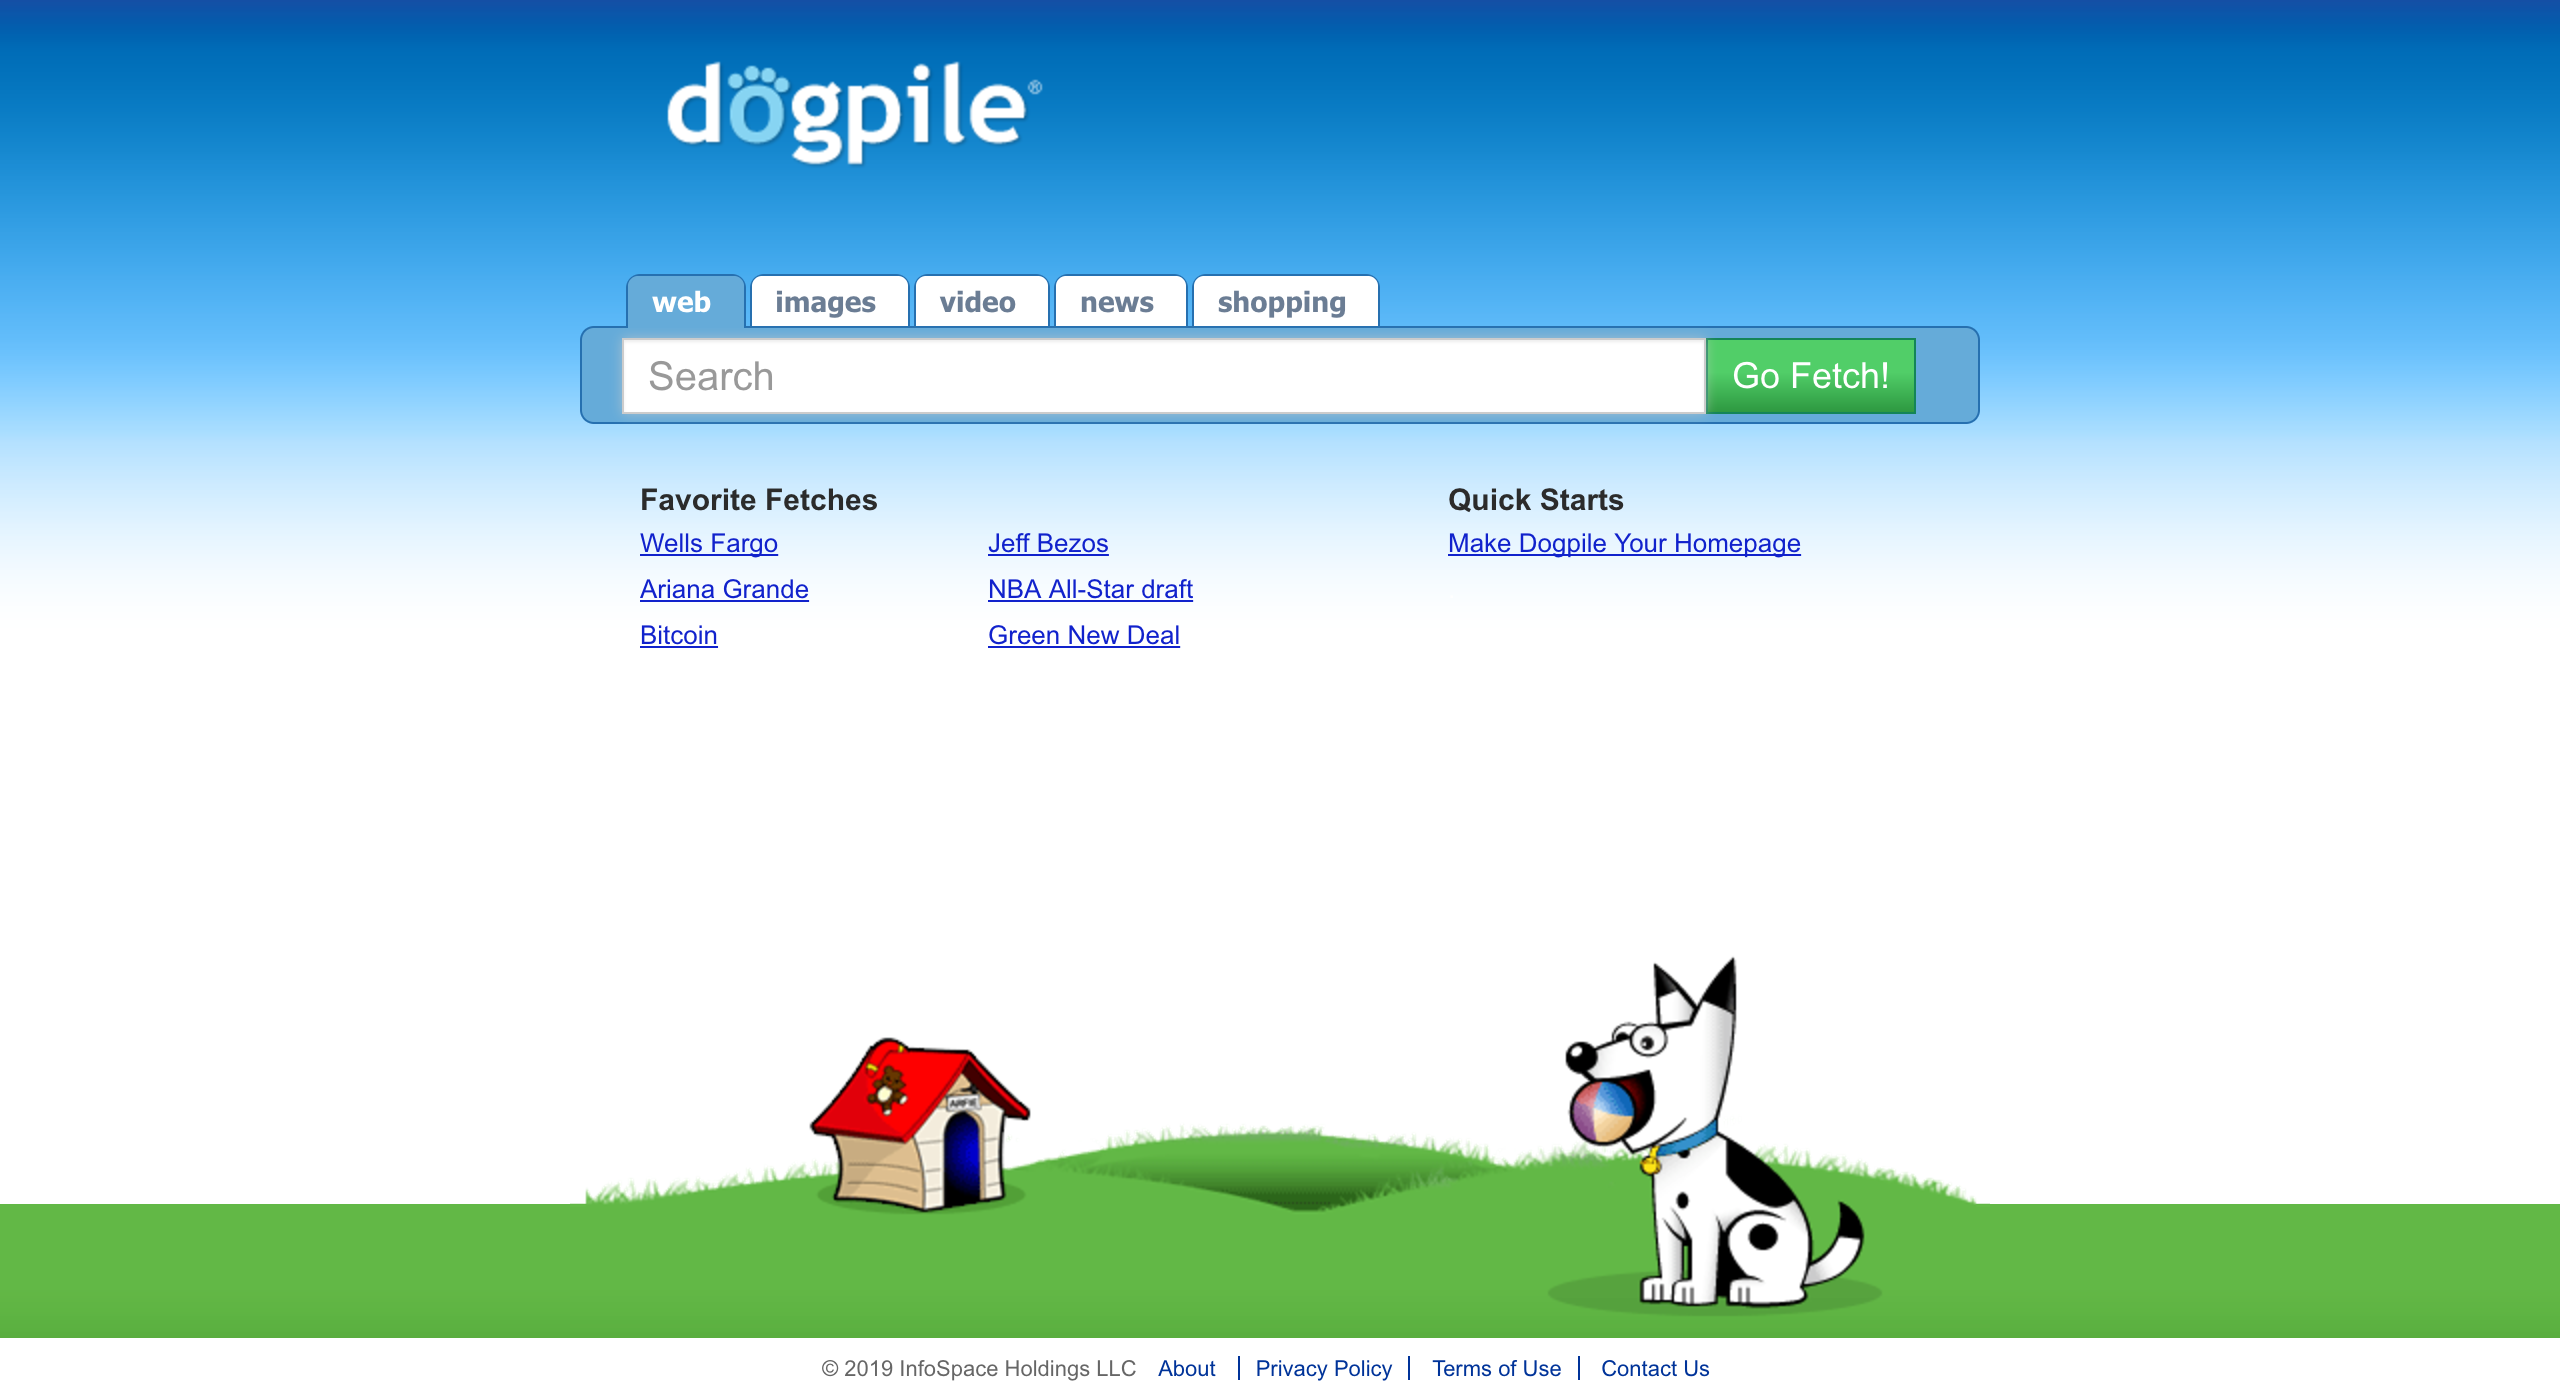 dogpile®
web images video news shopping
Search Go Fetch!
Favorite Fetches
Wells Fargo
Ariana Grande
Bitcoin
Jeff Bezos
NBA All-Star draft
Green New Deal
Quick Starts
Make Dogpile Your Homepage
ARFIE
© 2019 InfoSpace Holdings LLC About | Privacy Policy | Terms of Use | Contact Us